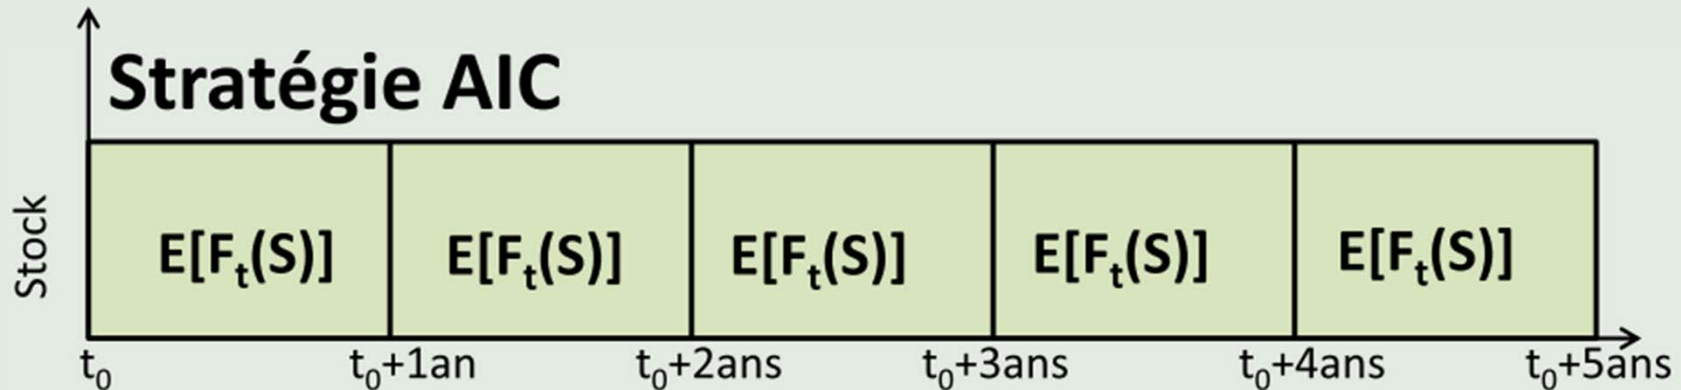 Stratégie AIC
Stock
E[Fₜ(S)] E[Fₜ(S)] E[Fₜ(S)] E[Fₜ(S)] E[Fₜ(S)]
t₀ t₀+1an t₀+2ans t₀+3ans t₀+4ans t₀+5ans